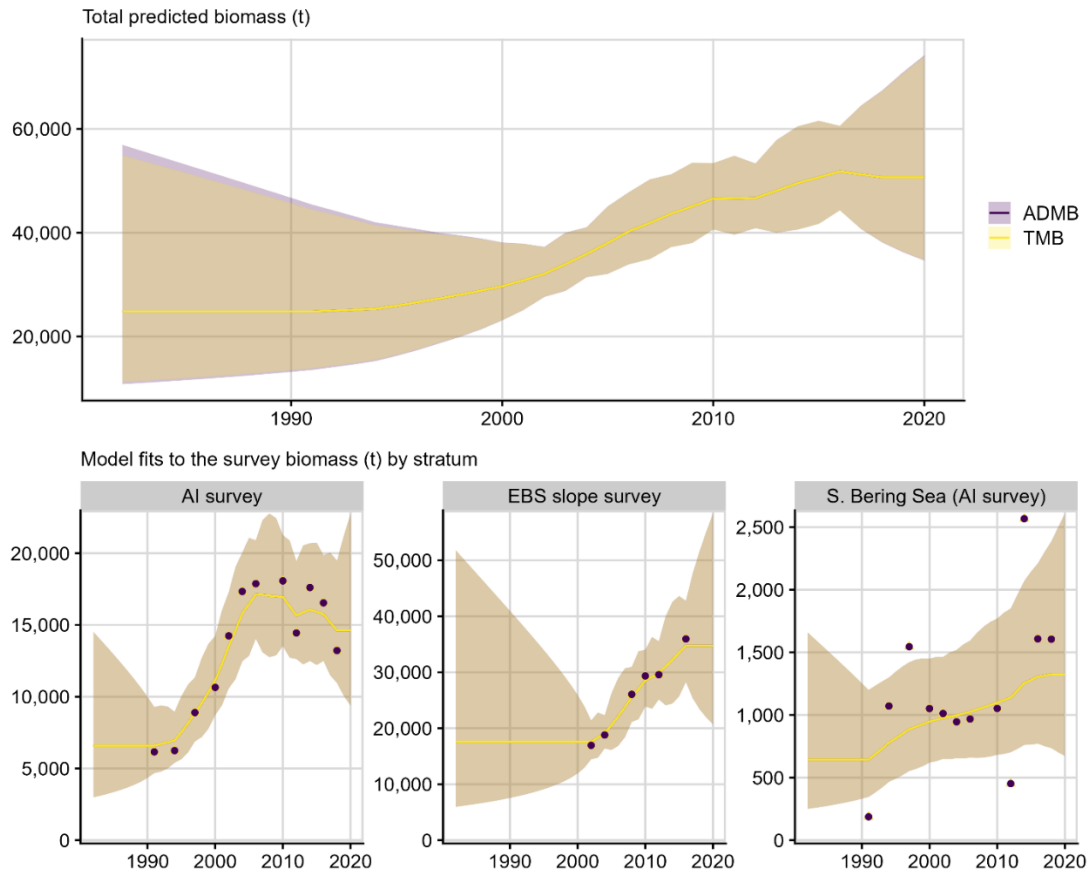 Total predicted biomass (t)
60,000
40,000
20,000
1990 2000 2010 2020
ADMB
TMB
Model fits to the survey biomass (t) by stratum
AI survey
20,000
15,000
10,000
5,000
0
1990 2000 2010 2020
EBS slope survey
50,000
40,000
30,000
20,000
10,000
0
1990 2000 2010 2020
S. Bering Sea (AI survey)
2,500
2,000
1,500
1,000
500
0
1990 2000 2010 2020